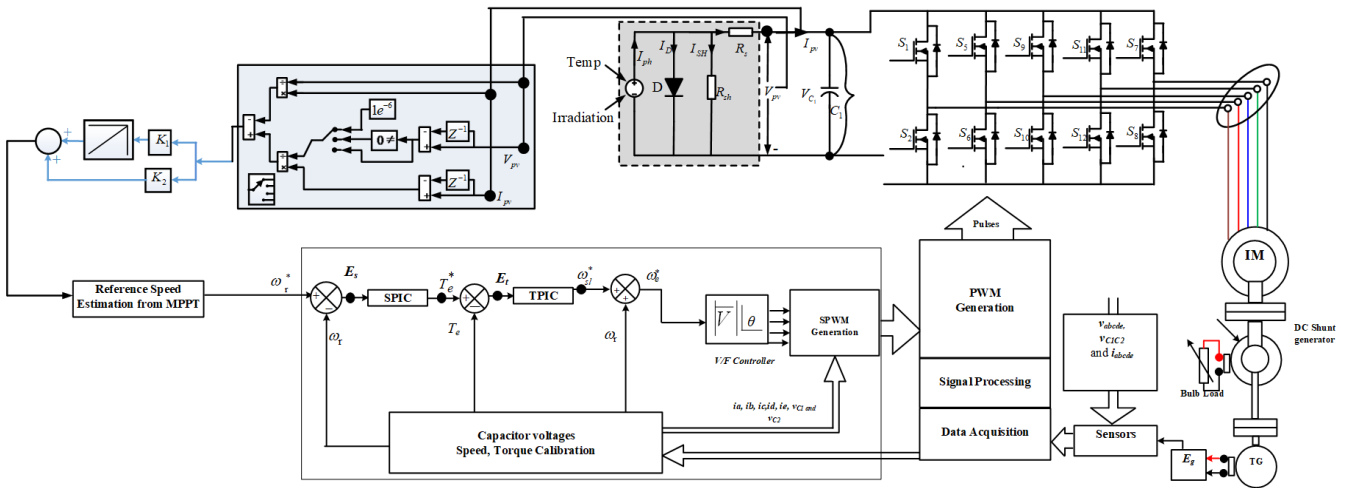 I_pv
I_ph
I_D
I_SH
R_s
Temp
D
R_sh
Irradiation
V_pv
-
V_C1
C_1
S_1
S_5
S_9
S_11
S_7
S_2
S_6
S_10
S_12
S_8
1e^-6
0≠
Z^-1
V_pv
Z^-1
I_pv
K_1
K_2
Pulses
IM
DC Shunt
generator
Bulb Load
TG
E_g
Reference Speed
Estimation from MPPT
ω_r^*
E_s
SPIC
T_e^*
E_t
TPIC
ω_sl^*
ω_e^*
ω_r
T_e
ω_r
V θ
V/F Controller
SPWM
Generation
PWM
Generation
Signal Processing
Data Acquisition
v_abcde,
v_C1C2
and i_abcde
Sensors
ia, ib, ic,id, ie, v_C1 and
v_C2
Capacitor voltages
Speed, Torque Calibration